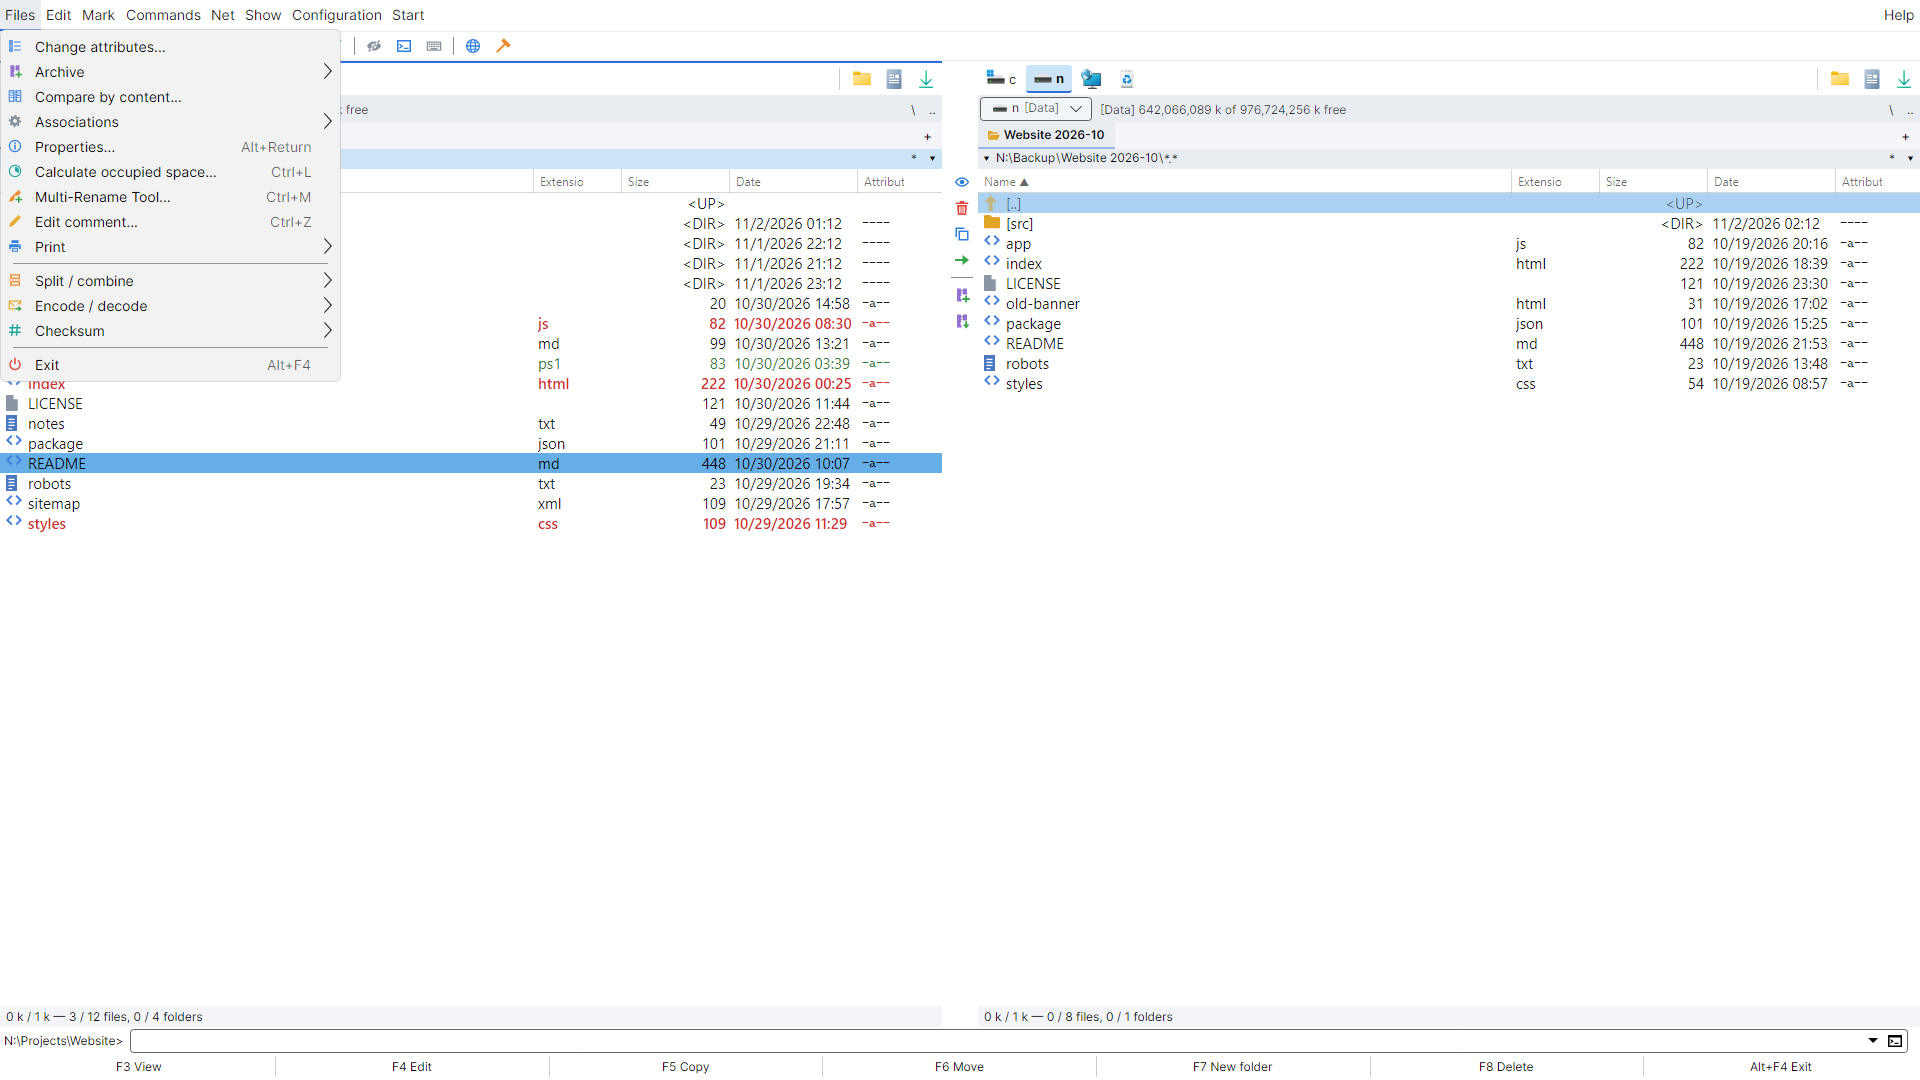 Files Edit Mark Commands Net Show Configuration Start Help
Change attributes...
Archive
Compare by content...
Associations
Properties... Alt+Return
Calculate occupied space... Ctrl+L
Multi-Rename Tool... Ctrl+M
Edit comment... Ctrl+Z
Print
Split / combine
Encode / decode
Checksum
Exit Alt+F4
k free \ ..
+
* ▾
Extensio Size Date Attribut
<UP>
<DIR> 11/2/2026 01:12 ----
<DIR> 11/1/2026 22:12 ----
<DIR> 11/1/2026 21:12 ----
<DIR> 11/1/2026 23:12 ----
20 10/30/2026 14:58 -a--
js 82 10/30/2026 08:30 -a--
md 99 10/30/2026 13:21 -a--
ps1 83 10/30/2026 03:39 -a--
index html 222 10/30/2026 00:25 -a--
LICENSE 121 10/30/2026 11:44 -a--
notes txt 49 10/29/2026 22:48 -a--
package json 101 10/29/2026 21:11 -a--
README md 448 10/30/2026 10:07 -a--
robots txt 23 10/29/2026 19:34 -a--
sitemap xml 109 10/29/2026 17:57 -a--
styles css 109 10/29/2026 11:29 -a--
0 k / 1 k — 3 / 12 files, 0 / 4 folders
c n
n [Data] [Data] 642,066,089 k of 976,724,256 k free \ ..
Website 2026-10 +
▾ N:\Backup\Website 2026-10\*.* * ▾
Name ▲ Extensio Size Date Attribut
[..] <UP>
[src] <DIR> 11/2/2026 02:12 ----
app js 82 10/19/2026 20:16 -a--
index html 222 10/19/2026 18:39 -a--
LICENSE 121 10/19/2026 23:30 -a--
old-banner html 31 10/19/2026 17:02 -a--
package json 101 10/19/2026 15:25 -a--
README md 448 10/19/2026 21:53 -a--
robots txt 23 10/19/2026 13:48 -a--
styles css 54 10/19/2026 08:57 -a--
0 k / 1 k — 0 / 8 files, 0 / 1 folders
N:\Projects\Website>
F3 View F4 Edit F5 Copy F6 Move F7 New folder F8 Delete Alt+F4 Exit